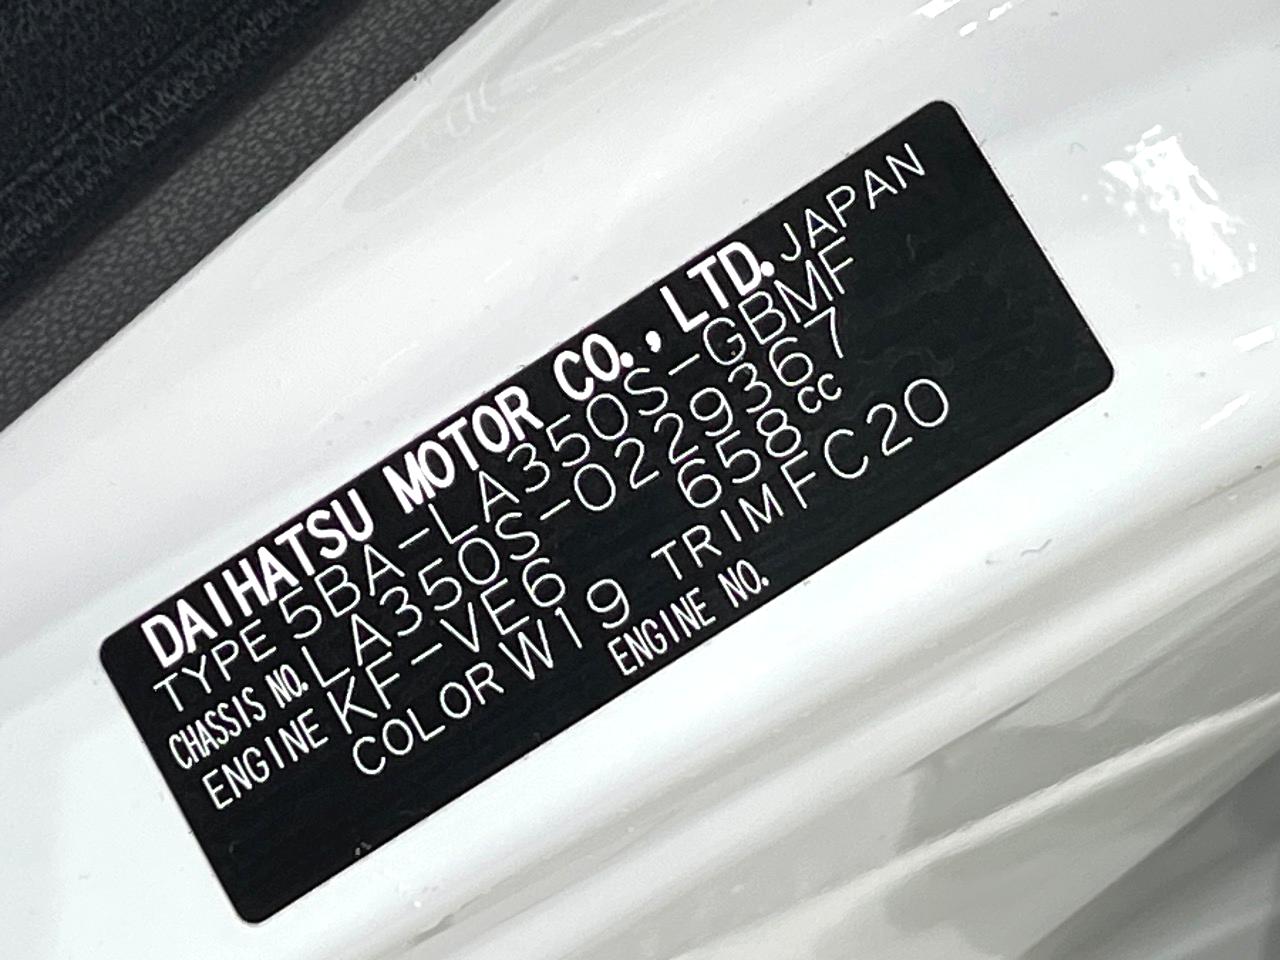 DAIHATSU MOTOR CO., LTD. JAPAN
TYPE 5BA-LA350S-GBMF
CHASSIS NO. LA350S-0229367
ENGINE KF-VE6 658cc
COLOR W19 TRIM FC20
ENGINE NO.